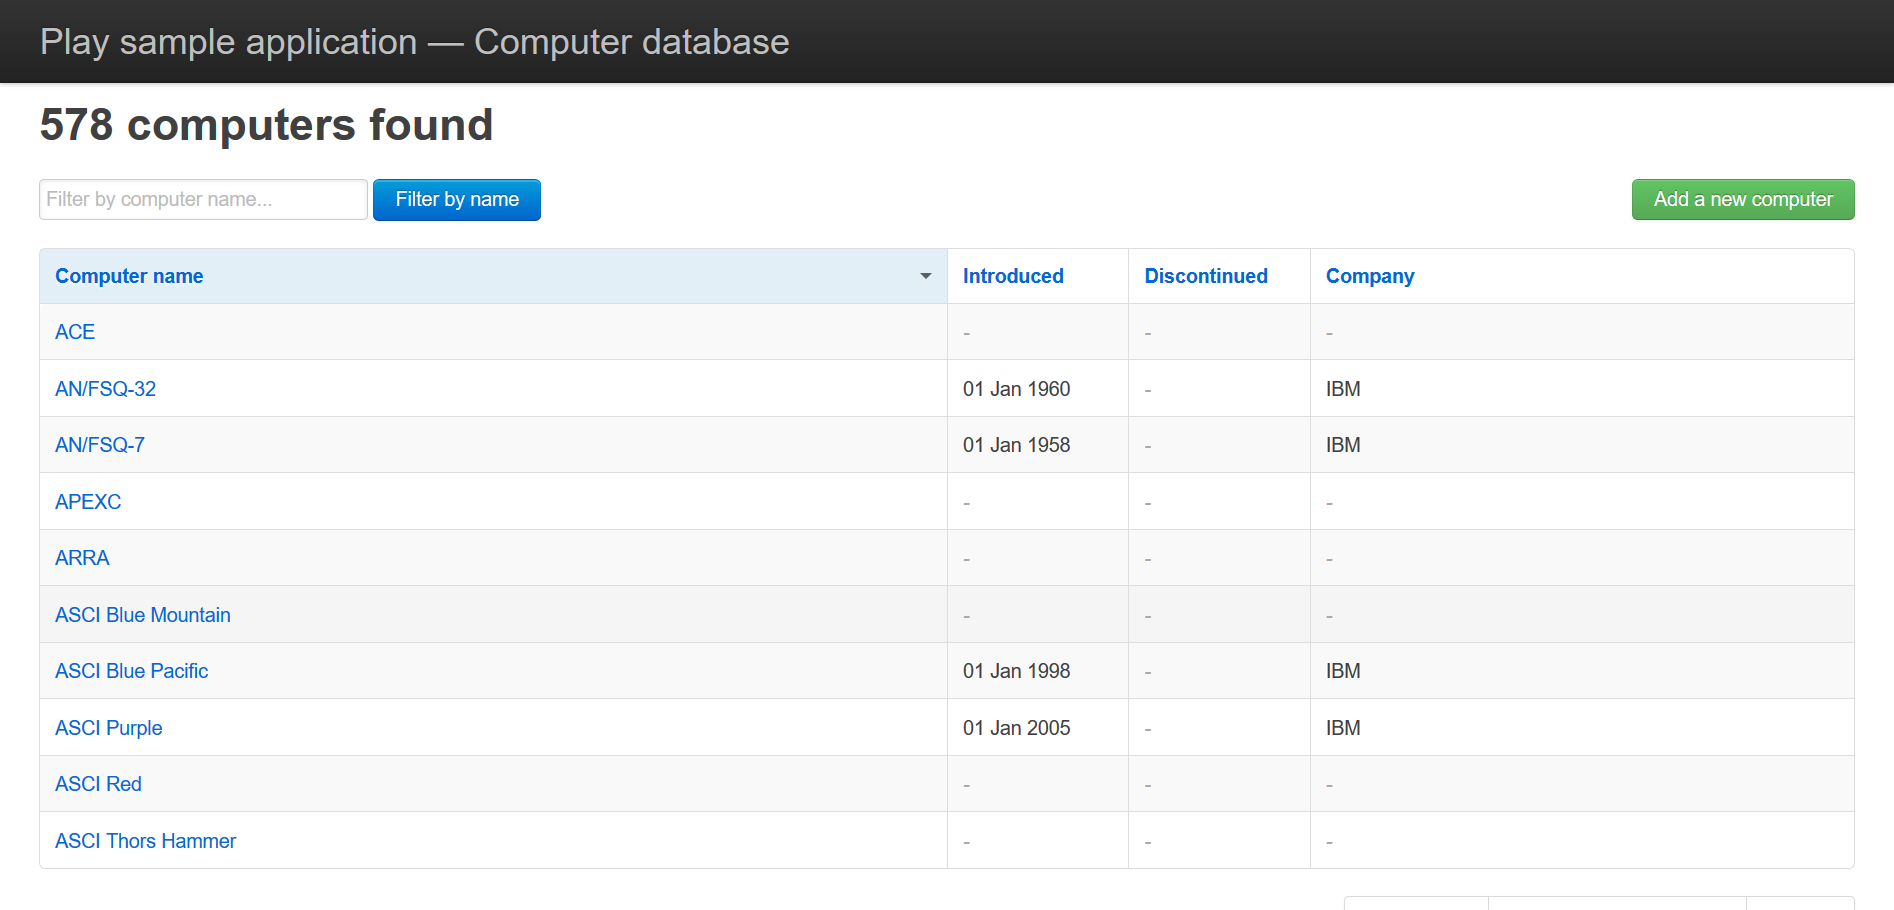 Play sample application — Computer database
578 computers found
Filter by computer name... Filter by name Add a new computer
Computer name Introduced Discontinued Company
ACE - - -
AN/FSQ-32 01 Jan 1960 - IBM
AN/FSQ-7 01 Jan 1958 - IBM
APEXC - - -
ARRA - - -
ASCI Blue Mountain - - -
ASCI Blue Pacific 01 Jan 1998 - IBM
ASCI Purple 01 Jan 2005 - IBM
ASCI Red - - -
ASCI Thors Hammer - - -